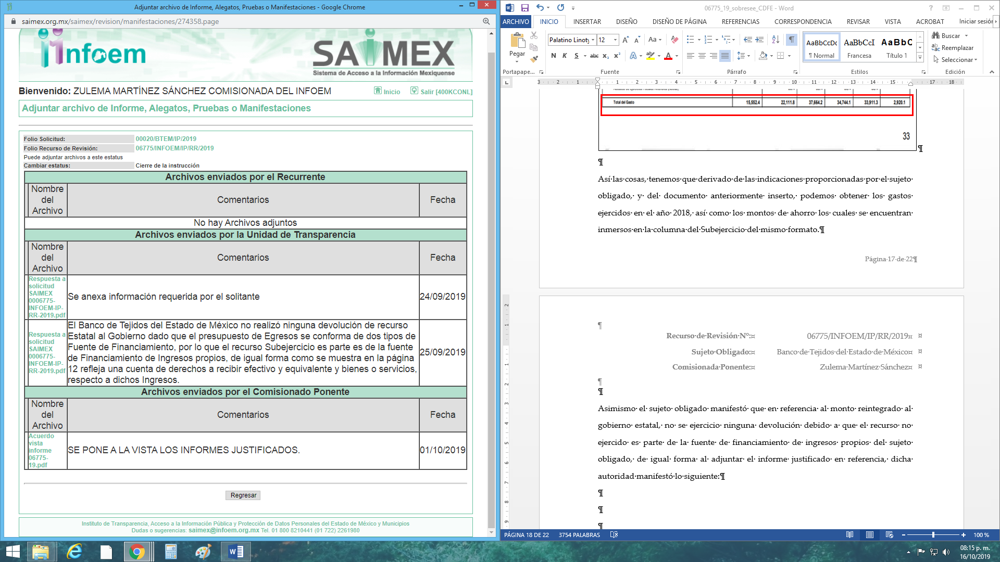 Adjuntar archivo de Informe, Alegatos, Pruebas o Manifestaciones - Google Chrome
saimex.org.mx/saimex/revision/manifestaciones/274358.page
infoem
SAIMEX
Sistema de Acceso a la Información Mexiquense
Bienvenido: ZULEMA MARTÍNEZ SÁNCHEZ COMISIONADA DEL INFOEM
Inicio Salir [400KCONL]
Adjuntar archivo de Informe, Alegatos, Pruebas o Manifestaciones
Folio Solicitud: 00020/BTEM/IP/2019
Folio Recurso de Revisión: 06775/INFOEM/IP/RR/2019
Puede adjuntar archivos a este estatus
Cambiar estatus: Cierre de la instrucción
Archivos enviados por el Recurrente
Nombre del Archivo Comentarios Fecha
No hay Archivos adjuntos
Archivos enviados por la Unidad de Transparencia
Nombre del Archivo Comentarios Fecha
Respuesta a
solicitud
SAIMEX
0006775-
INFOEM-IP-
RR-2019.pdf
Se anexa información requerida por el solitante
24/09/2019
Respuesta a
solicitud
SAIMEX
0006775-
INFOEM-IP-
RR-2019.pdf
El Banco de Tejidos del Estado de México no realizó ninguna devolución de recurso
Estatal al Gobierno dado que el presupuesto de Egresos se conforma de dos tipos de
Fuente de Financiamiento, por lo que el recurso Subejercicio es parte es de la fuente
de Financiamiento de Ingresos propios, de igual forma como se muestra en la página
12 refleja una cuenta de derechos a recibir efectivo y equivalente y bienes o servicios,
respecto a dichos Ingresos.
25/09/2019
Archivos enviados por el Comisionado Ponente
Nombre del Archivo Comentarios Fecha
Acuerdo
vista
informe
06775-
19.pdf
SE PONE A LA VISTA LOS INFORMES JUSTIFICADOS.
01/10/2019
Regresar
Instituto de Transparencia, Acceso a la Información Pública y Protección de Datos Personales del Estado de México y Municipios
Dudas o sugerencias: saimex@infoem.org.mx Tel. 01 800 8210441 (01 722) 2261980
06775_19_sobresee_CDFE - Word
ARCHIVO INICIO INSERTAR DISEÑO DISEÑO DE PÁGINA REFERENCIAS CORRESPONDENCIA REVISAR VISTA ACROBAT Iniciar sesión
Pegar
Portapape...
Palatino Linoty 12
N K S abc x₂ x²
Fuente
Párrafo
AaBbCcDc AaBbCcI AaBbC
¶ Normal Francesa Título 1
Estilos
Buscar
Reemplazar
Seleccionar
Edición
3 2 1 1 2 3 4 5 6 7 8 9 10 11 12 13 14 15 17 18
Total del Gasto 15,552.4 22,111.8 37,664.2 34,744.1 33,911.3 2,920.1
33
¶
¶
Así las cosas, tenemos que derivado de las indicaciones proporcionadas por el sujeto
obligado, y del documento anteriormente inserto, podemos obtener los gastos
ejercidos en el año 2018, así como los montos de ahorro los cuales se encuentran
inmersos en la columna del Subejercicio del mismo formato.¶
Página 17 de 22¶
¶
Recurso de Revisión N°:¤ 06775/INFOEM/IP/RR/2019¤ ¤
Sujeto Obligado:¤ Banco de Tejidos del Estado de México¤ ¤
Comisionada Ponente:¤ Zulema Martínez Sánchez¤ ¤
¶
¶
Asimismo el sujeto obligado manifestó que en referencia al monto reintegrado al
gobierno estatal, no se ejercicio ninguna devolución debido a que el recurso no
ejercido es parte de la fuente de financiamiento de ingresos propios del sujeto
obligado, de igual forma al adjuntar el informe justificado en referencia, dicha
autoridad manifestó lo siguiente:¶
¶
¶
¶
PÁGINA 18 DE 22 3754 PALABRAS 100 %
08:15 p. m.
16/10/2019